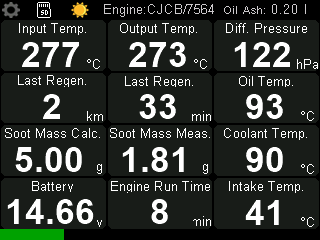 SD Engine:CJCB/7564 Oil Ash: 0.20 l
Input Temp. Output Temp. Diff. Pressure
277 °C 273 °C 122 hPa
Last Regen. Last Regen. Oil Temp.
2 km 33 min 93 °C
Soot Mass Calc. Soot Mass Meas. Coolant Temp.
5.00 g 1.81 g 90 °C
Battery Engine Run Time Intake Temp.
14.66 v 8 min 41 °C